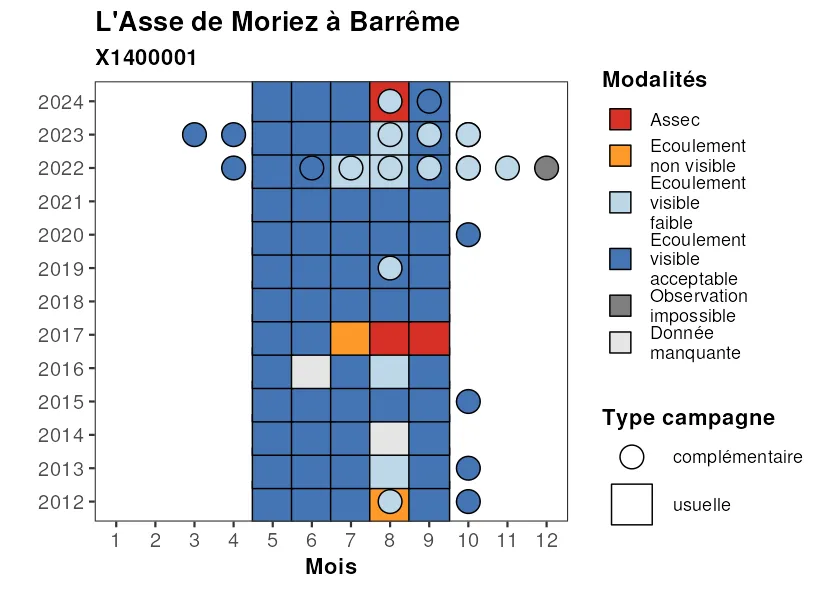 L'Asse de Moriez à Barrême
X1400001
2024
2023
2022
2021
2020
2019
2018
2017
2016
2015
2014
2013
2012
1 2 3 4 5 6 7 8 9 10 11 12
Mois
Modalités
Assec
Ecoulement
non visible
Ecoulement
visible
faible
Ecoulement
visible
acceptable
Observation
impossible
Donnée
manquante
Type campagne
complémentaire
usuelle